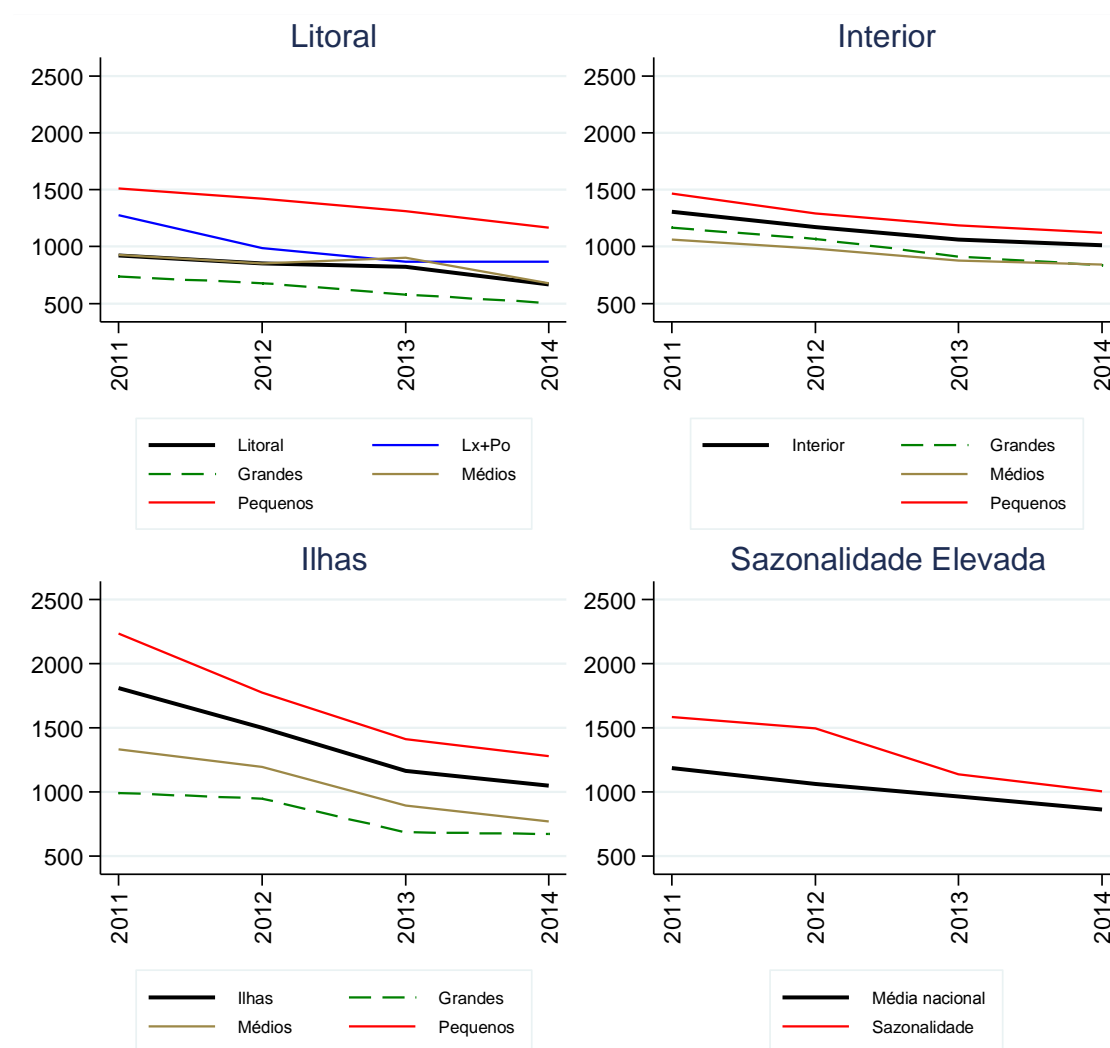 Litoral
2500
2000
1500
1000
500
2011 2012 2013 2014
Litoral Lx+Po
Grandes Médios
Pequenos
Interior
2500
2000
1500
1000
500
2011 2012 2013 2014
Interior Grandes
Médios
Pequenos
Ilhas
2500
2000
1500
1000
500
2011 2012 2013 2014
Ilhas Grandes
Médios Pequenos
Sazonalidade Elevada
2500
2000
1500
1000
500
2011 2012 2013 2014
Média nacional
Sazonalidade